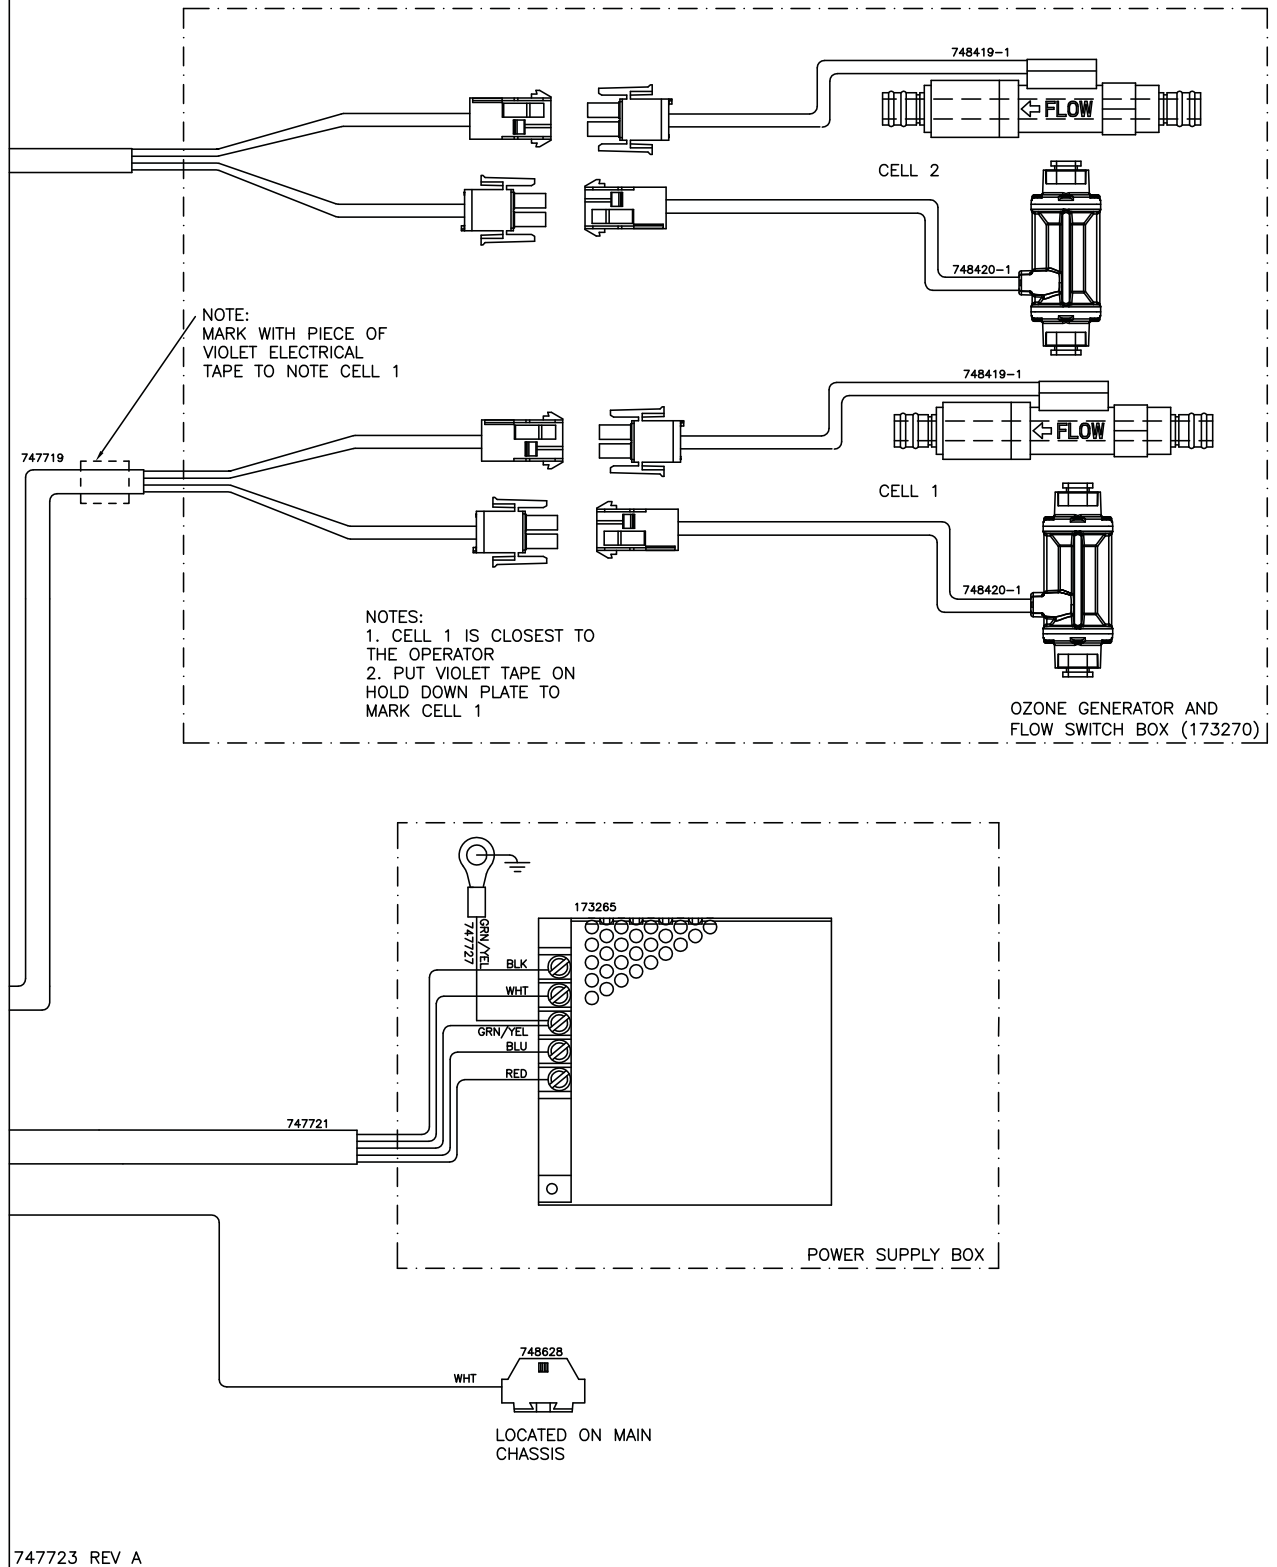 748419-1
FLOW
CELL 2
748420-1
NOTE:
MARK WITH PIECE OF
VIOLET ELECTRICAL
TAPE TO NOTE CELL 1
748419-1
FLOW
747719
CELL 1
748420-1
NOTES:
1. CELL 1 IS CLOSEST TO
THE OPERATOR
2. PUT VIOLET TAPE ON
HOLD DOWN PLATE TO
MARK CELL 1
OZONE GENERATOR AND
FLOW SWITCH BOX (173270)
173265
GRN/YEL
747727
BLK
WHT
GRN/YEL
BLU
RED
747721
POWER SUPPLY BOX
748628
WHT
LOCATED ON MAIN
CHASSIS
747723 REV A